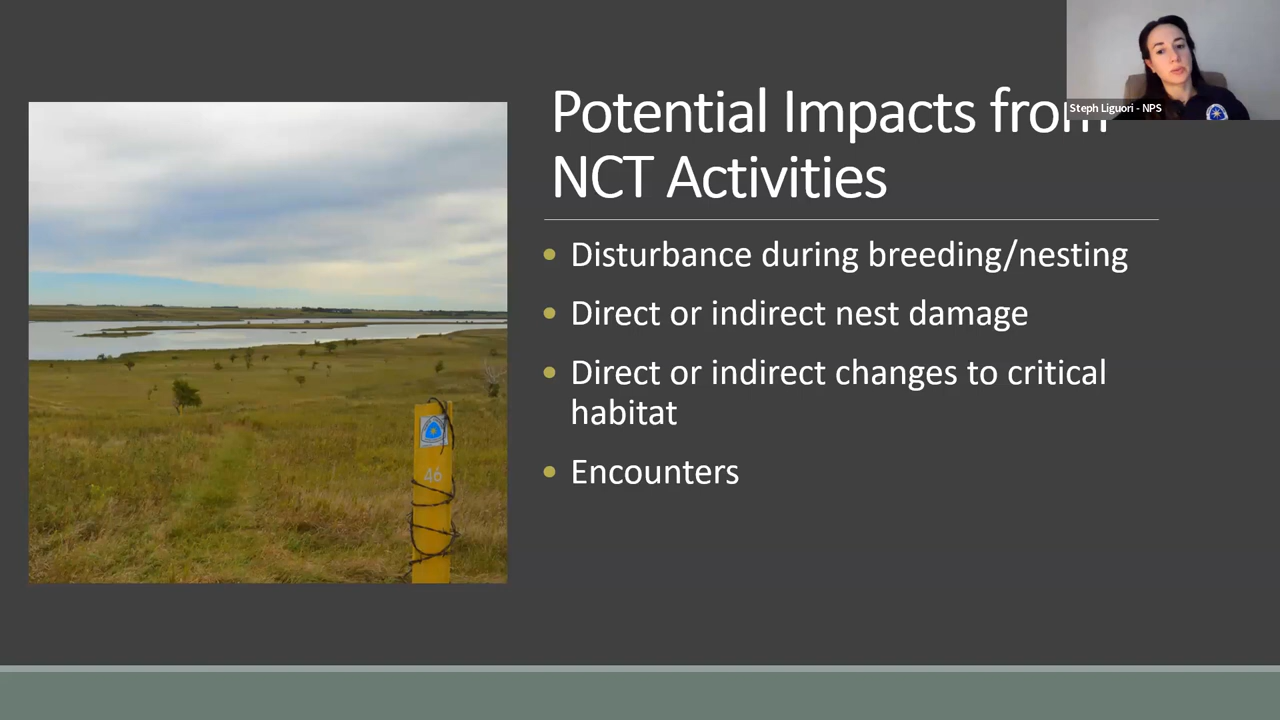 Steph Liguori - NPS
Potential Impacts from
NCT Activities
• Disturbance during breeding/nesting
• Direct or indirect nest damage
• Direct or indirect changes to critical
habitat
• Encounters
46